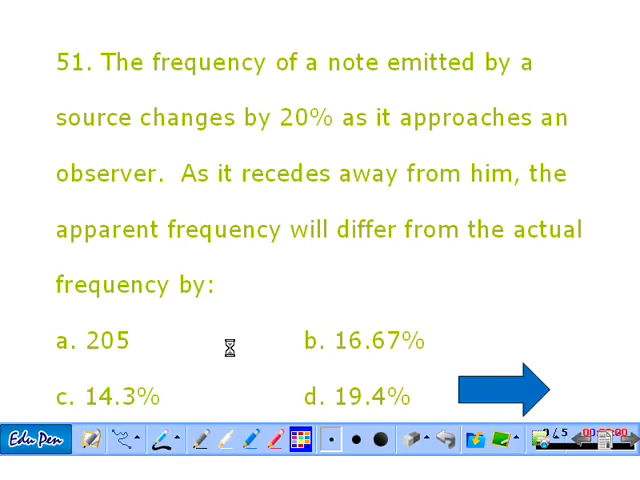 51. The frequency of a note emitted by a
source changes by 20% as it approaches an
observer.  As it recedes away from him, the
apparent frequency will differ from the actual
frequency by:
a. 205 b. 16.67%
c. 14.3% d. 19.4%
Edu Pen 0 / 5